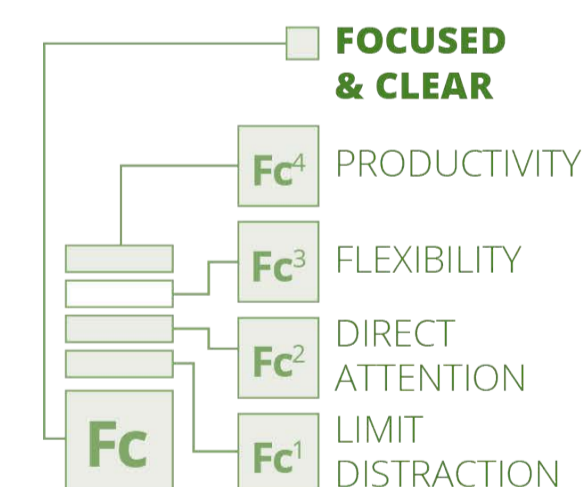 FOCUSED
& CLEAR
Fc⁴ PRODUCTIVITY
Fc³ FLEXIBILITY
Fc² DIRECT
ATTENTION
Fc
Fc¹ LIMIT
DISTRACTION